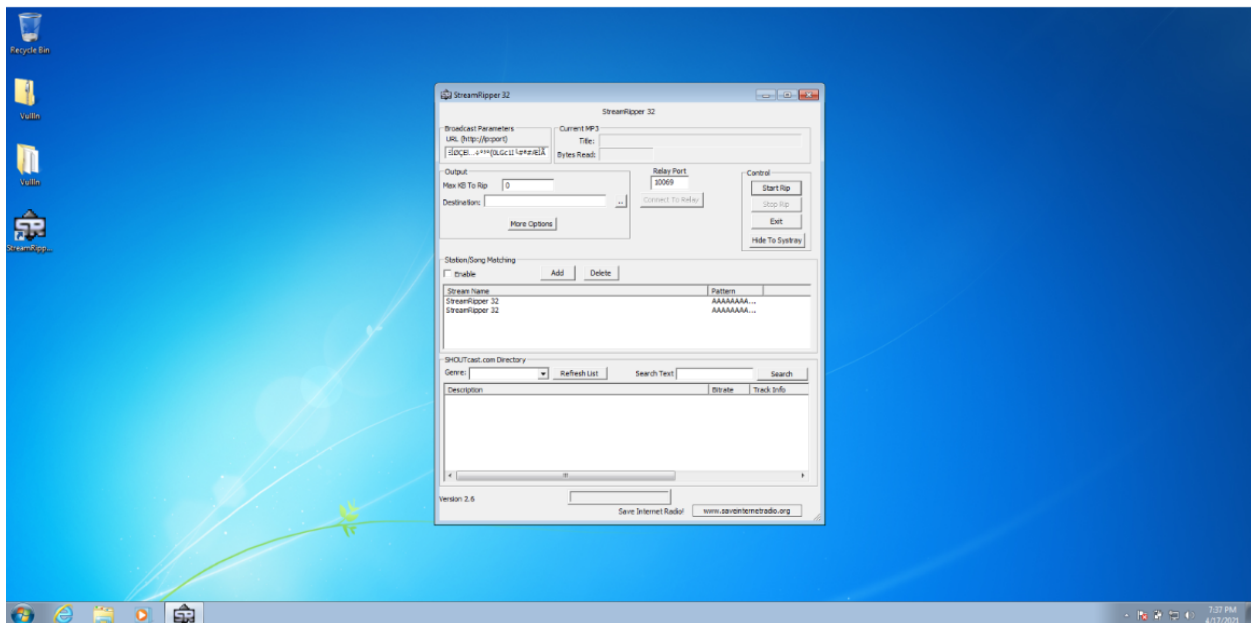 Recycle Bin
Vullin
Vullin
StreamRipp...
StreamRipper 32
StreamRipper 32
Broadcast Parameters
URL (http://ip:port)
Current MP3
Title:
Bytes Read:
Output
Max KB To Rip 0
Destination: ..
More Options
Relay Port
10069
Connect To Relay
Control
Start Rip
Stop Rip
Exit
Hide To Systray
Station/Song Matching
Enable Add Delete
Stream Name Pattern
StreamRipper 32 AAAAAAAA...
StreamRipper 32 AAAAAAAA...
SHOUTcast.com Directory
Genre: Refresh List Search Text Search
Description Bitrate Track Info
Version 2.6
Save Internet Radio! www.saveinternetradio.org
SR
7:37 PM
4/17/2021